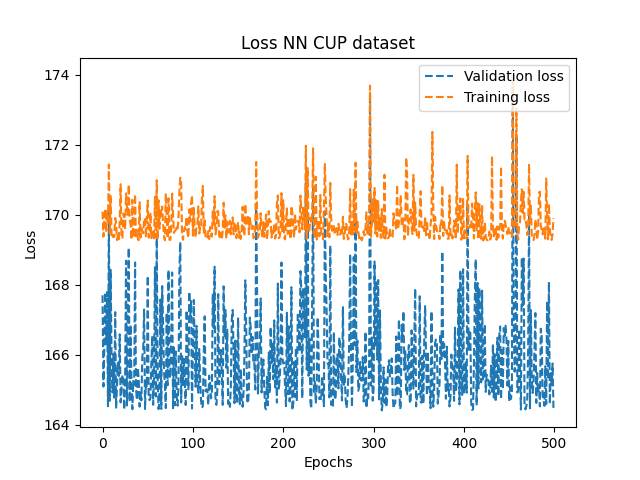 Loss NN CUP dataset
Validation loss
Training loss
174
172
170
168
166
164
Loss
0
100
200
300
400
500
Epochs